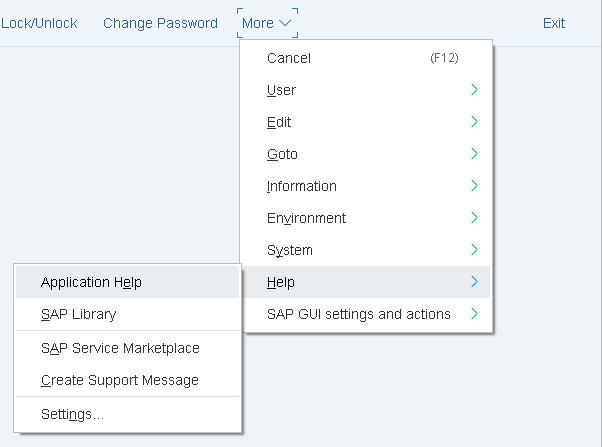 Lock/Unlock Change Password More Exit
Cancel (F12)
User
Edit
Goto
Information
Environment
System
Help
SAP GUI settings and actions
Application Help
SAP Library
SAP Service Marketplace
Create Support Message
Settings...